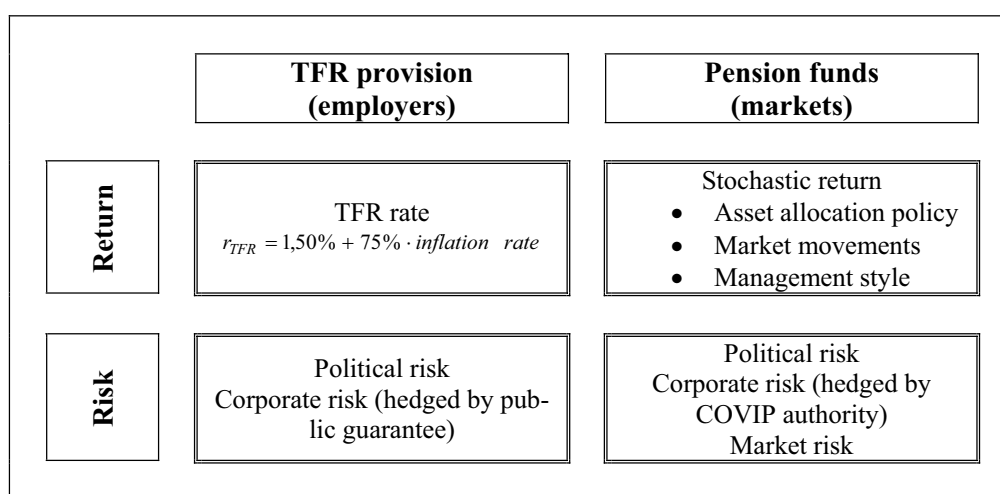 TFR provision
(employers)
Pension funds
(markets)
Return
TFR rate
r_{TFR} = 1,50% + 75% · inflation rate
Stochastic return
• Asset allocation policy
• Market movements
• Management style
Risk
Political risk
Corporate risk (hedged by pub-
lic guarantee)
Political risk
Corporate risk (hedged by
COVIP authority)
Market risk